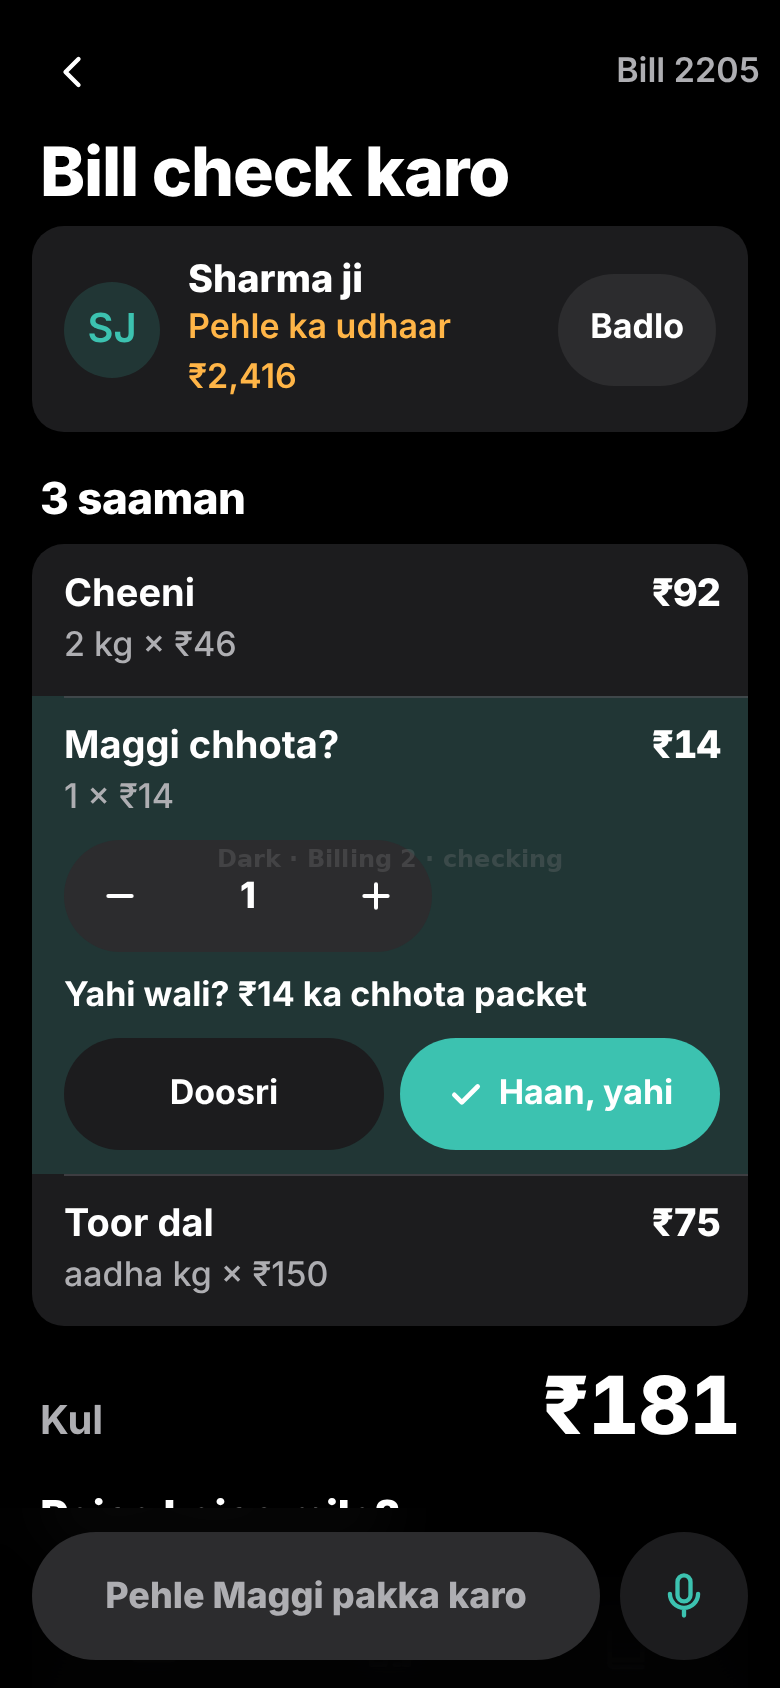 Bill 2205
Bill check karo
SJ
Sharma ji
Pehle ka udhaar
₹2,416
Badlo
3 saaman
Cheeni
₹92
2 kg × ₹46
Maggi chhota?
₹14
1 × ₹14
Dark · Billing 2 · checking
1
Yahi wali? ₹14 ka chhota packet
Doosri
Haan, yahi
Toor dal
₹75
aadha kg × ₹150
Kul
₹181
Pehle Maggi pakka karo